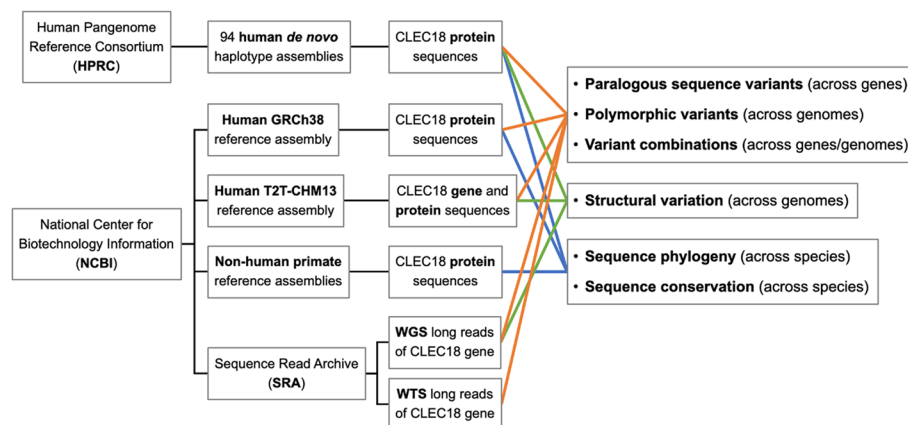 Human Pangenome
Reference Consortium
(HPRC)
94 human de novo
haplotype assemblies
CLEC18 protein
sequences
Human GRCh38
reference assembly
CLEC18 protein
sequences
Human T2T-CHM13
reference assembly
CLEC18 gene and
protein sequences
National Center for
Biotechnology Information
(NCBI)
Non-human primate
reference assemblies
CLEC18 protein
sequences
Sequence Read Archive
(SRA)
WGS long reads
of CLEC18 gene
WTS long reads
of CLEC18 gene
• Paralogous sequence variants (across genes)
• Polymorphic variants (across genomes)
• Variant combinations (across genes/genomes)
• Structural variation (across genomes)
• Sequence phylogeny (across species)
• Sequence conservation (across species)